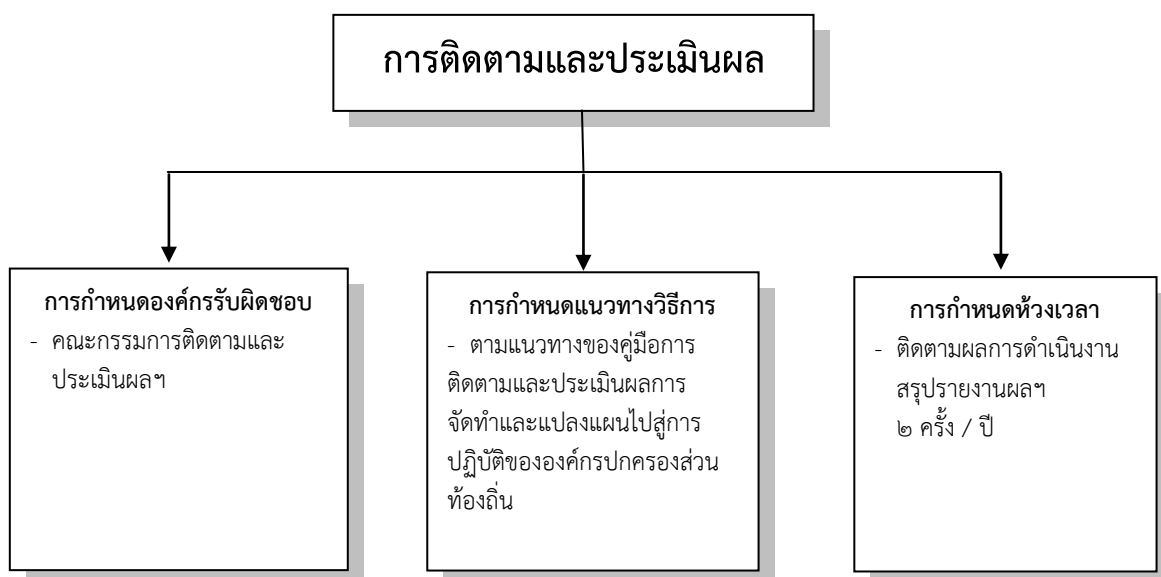 การติดตามและประเมินผล
การกำหนดองค์กรรับผิดชอบ
- คณะกรรมการติดตามและ
ประเมินผลฯ
การกำหนดแนวทางวิธีการ
- ตามแนวทางของคู่มือการ
ติดตามและประเมินผลการ
จัดทำและแปลงแผนไปสู่การ
ปฏิบัติขององค์กรปกครองส่วน
ท้องถิ่น
การกำหนดห้วงเวลา
- ติดตามผลการดำเนินงาน
สรุปรายงานผลฯ
๒ ครั้ง / ปี